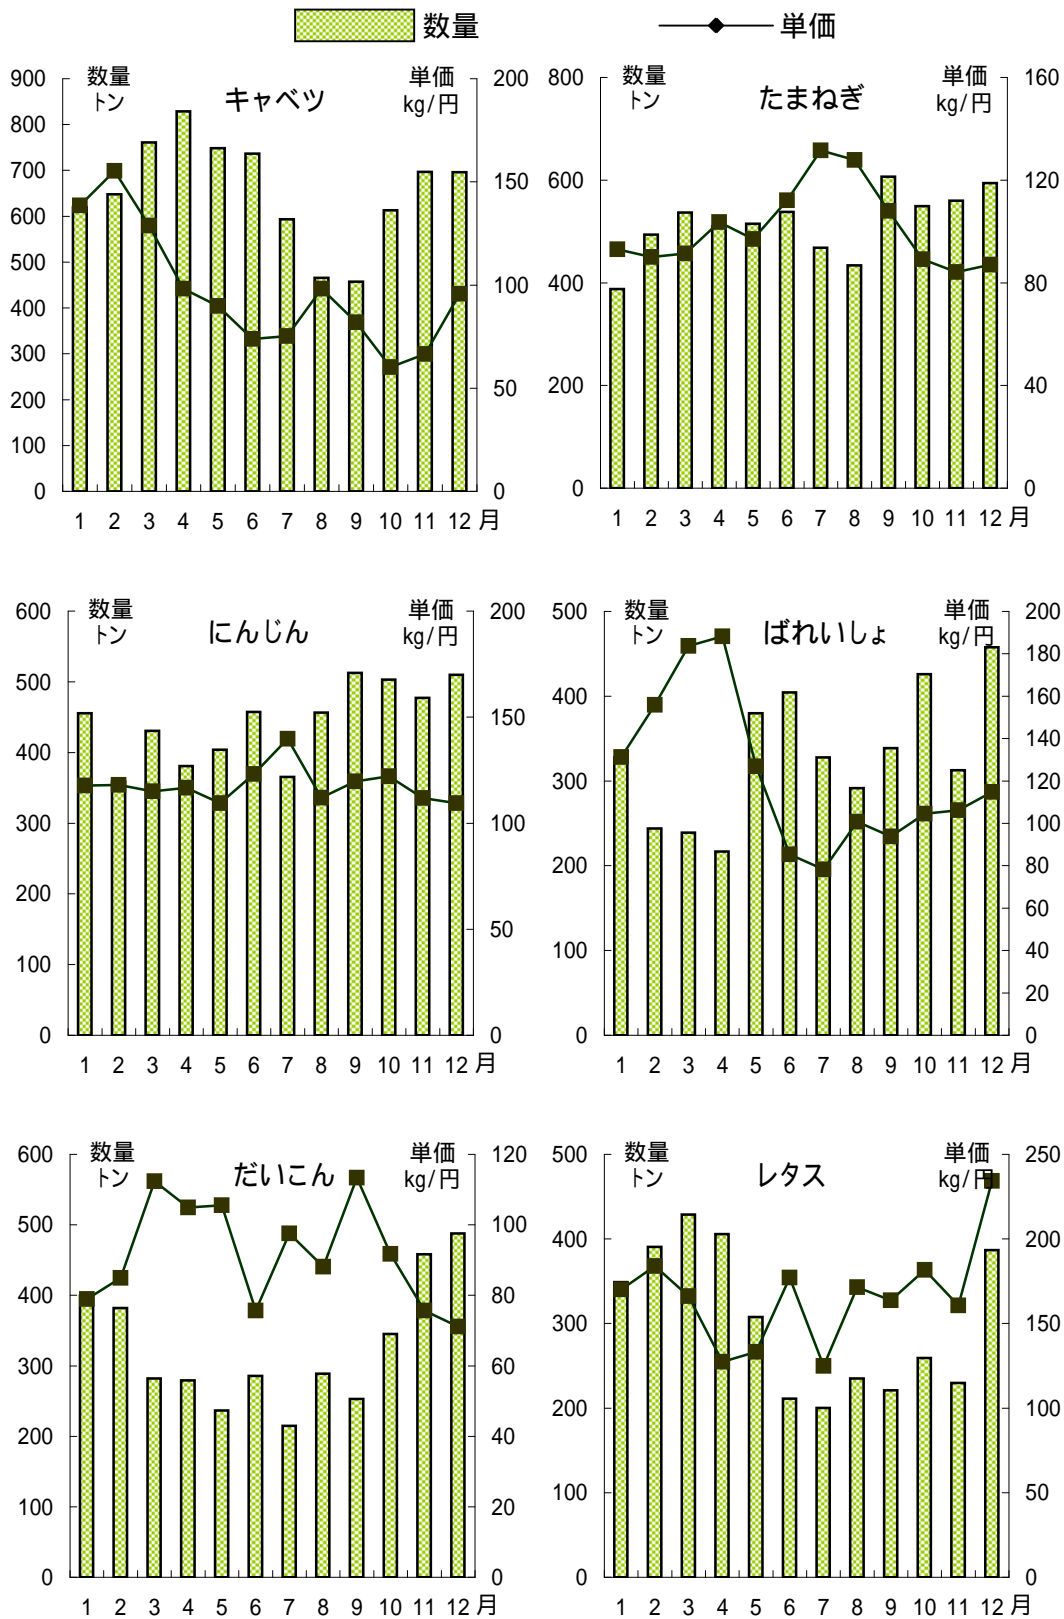 数量 単価
キャベツ
数量 単価
トン kg/円
900 800 700 600 500 400 300 200 100 0
200 150 100 50 0
1 2 3 4 5 6 7 8 9 10 11 12 月
たまねぎ
数量 単価
トン kg/円
800 600 400 200 0
160 120 80 40 0
1 2 3 4 5 6 7 8 9 10 11 12 月
にんじん
数量 単価
トン kg/円
600 500 400 300 200 100 0
200 150 100 50 0
1 2 3 4 5 6 7 8 9 10 11 12 月
ばれいしょ
数量 単価
トン kg/円
500 400 300 200 100 0
200 180 160 140 120 100 80 60 40 20 0
1 2 3 4 5 6 7 8 9 10 11 12 月
だいこん
数量 単価
トン kg/円
600 500 400 300 200 100 0
120 100 80 60 40 20 0
1 2 3 4 5 6 7 8 9 10 11 12 月
レタス
数量 単価
トン kg/円
500 400 300 200 100 0
250 200 150 100 50 0
1 2 3 4 5 6 7 8 9 10 11 12 月